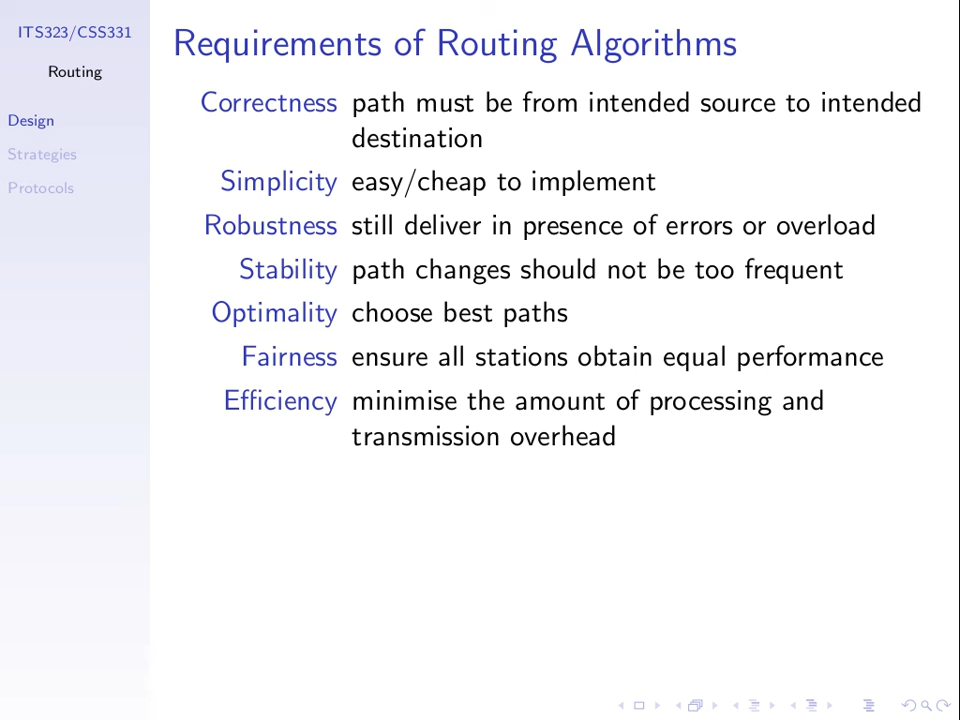 ITS323/CSS331
Routing
Design
Strategies
Protocols
Requirements of Routing Algorithms
Correctness path must be from intended source to intended
destination
Simplicity easy/cheap to implement
Robustness still deliver in presence of errors or overload
Stability path changes should not be too frequent
Optimality choose best paths
Fairness ensure all stations obtain equal performance
Efficiency minimise the amount of processing and
transmission overhead